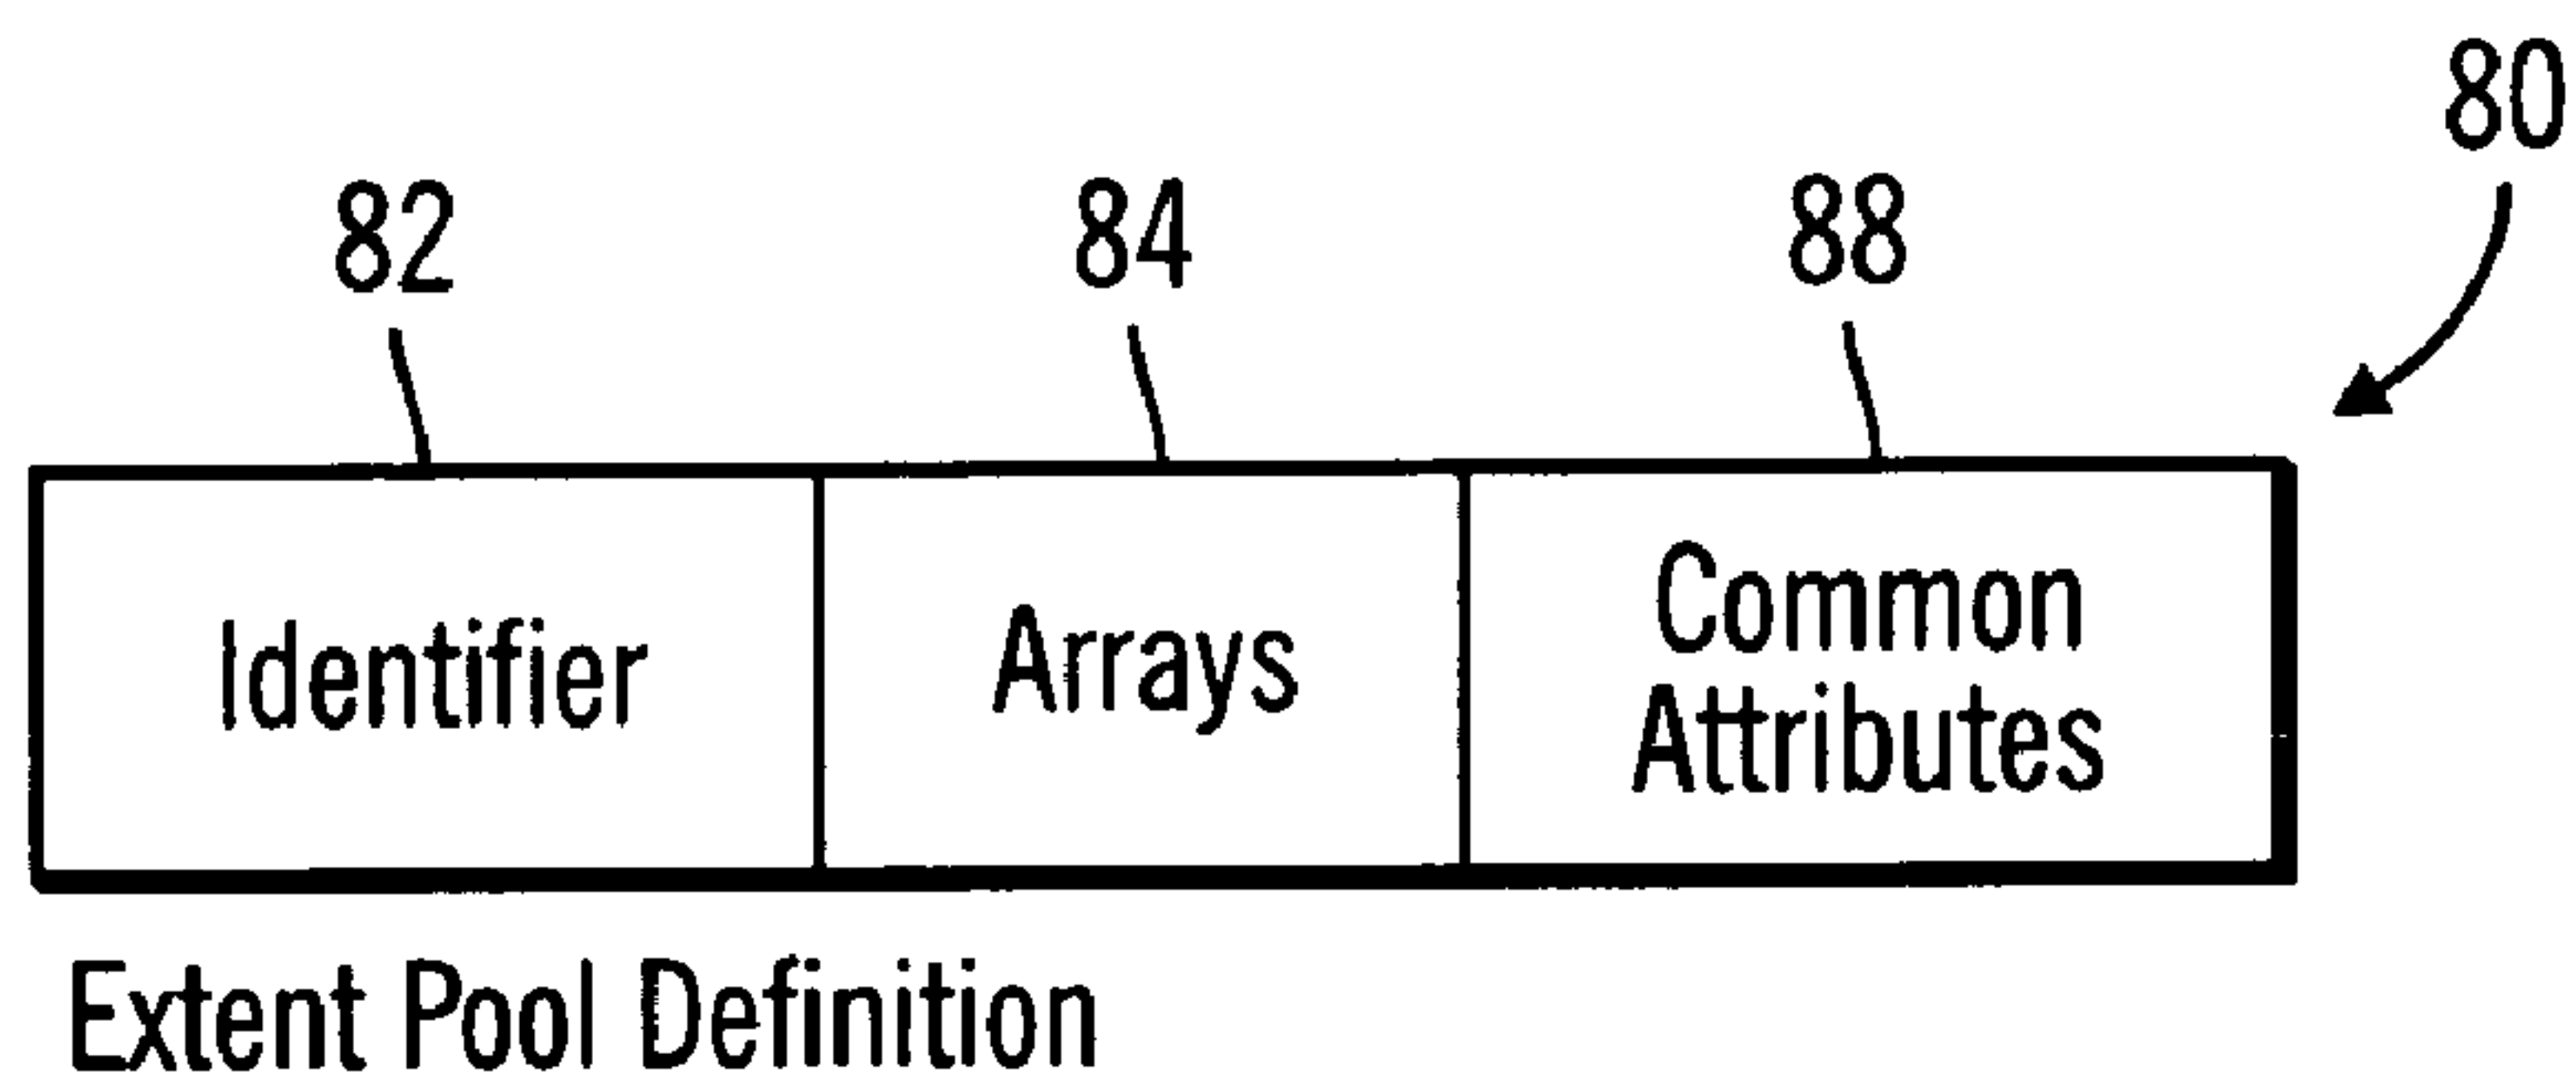 80
82 84 88
Identifier Arrays Common
Attributes
Extent Pool Definition